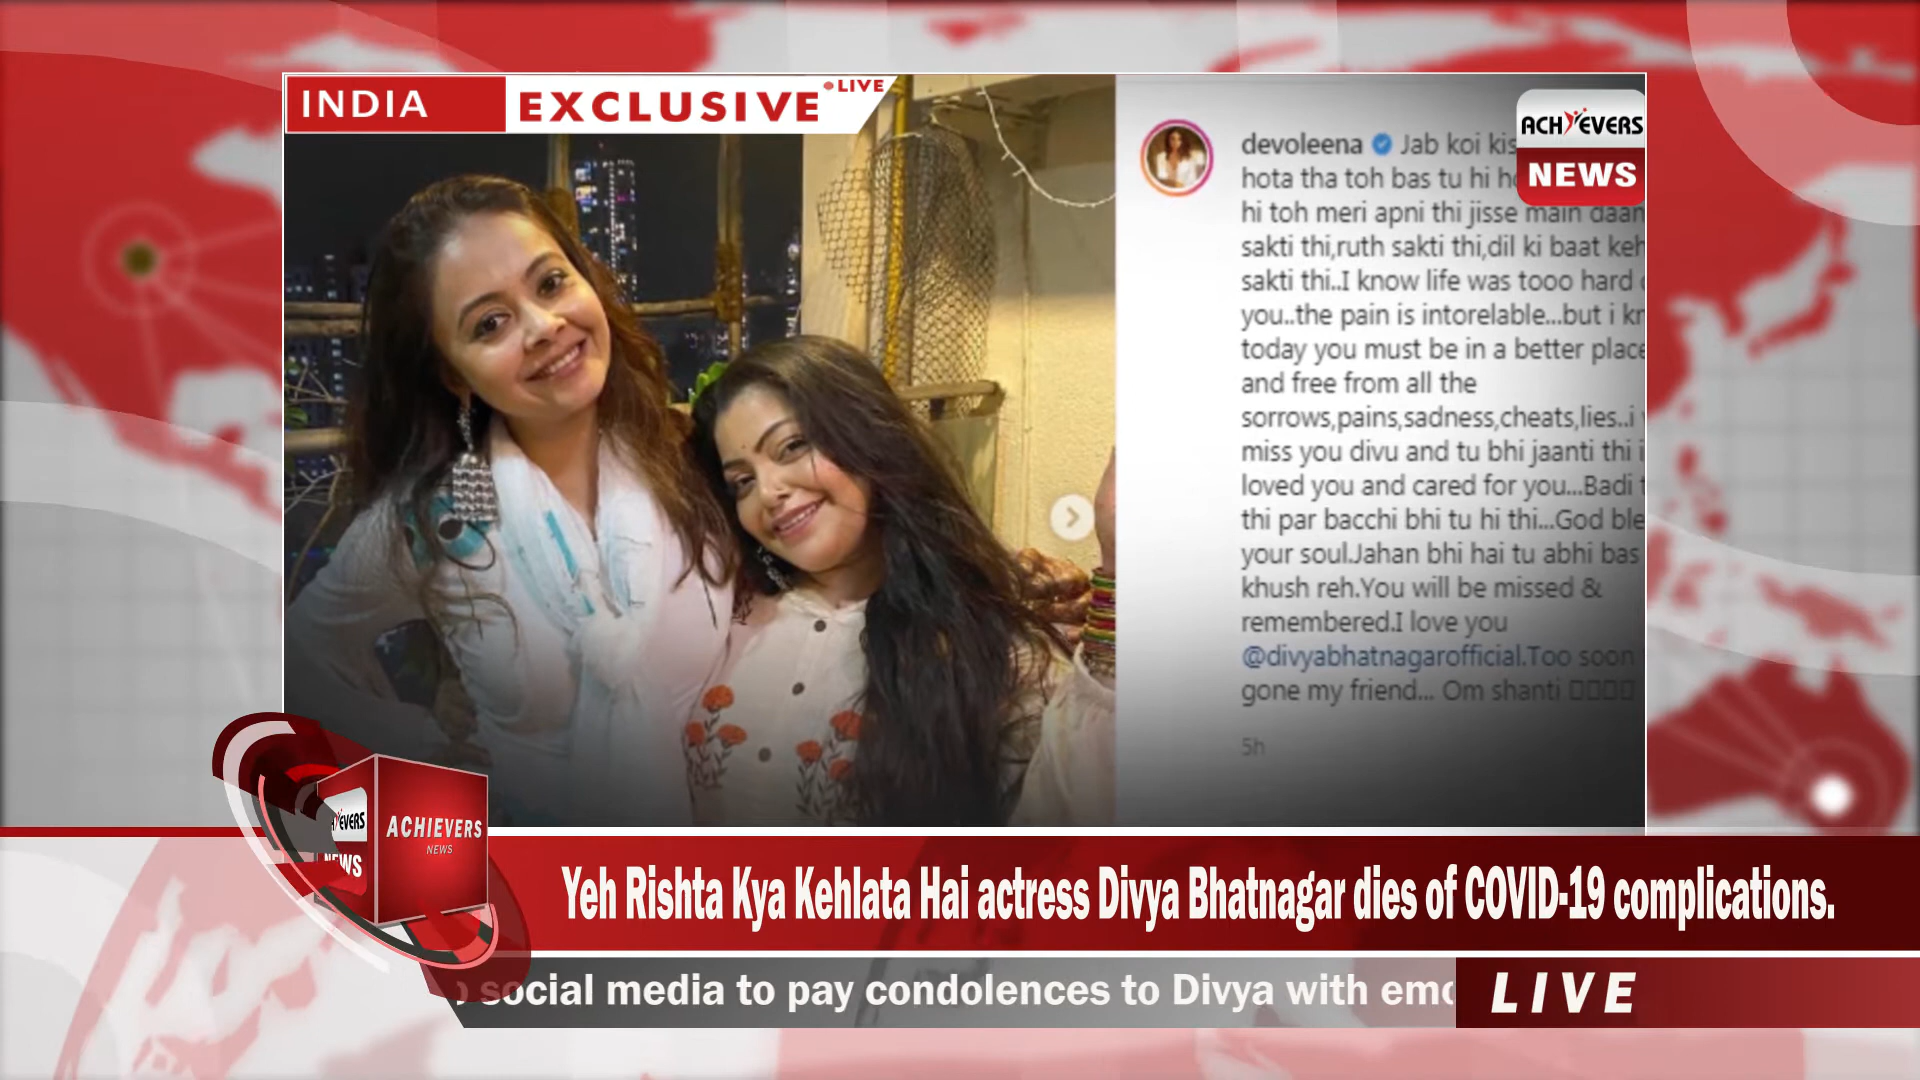 INDIA
EXCLUSIVE
LIVE
ACHIEVERS
NEWS
devoleena Jab koi
hota tha toh bas tu hi
hi toh meri apni thi jisse main
sakti thi,ruth sakti thi,dil ki baat keh
sakti thi..I know life was tooo hard
you..the pain is intorelable...but i
today you must be in a better place
and free from all the
sorrows,pains,sadness,cheats,lies..i
miss you divu and tu bhi jaanti thi i
loved you and cared for you...Badi
thi par bacchi bhi tu hi thi...God
your soul.Jahan bhi hai tu abhi bas
khush reh.You will be missed &
remembered.I love you
@divyabhatnagarofficial.Too soon
gone my friend... Om shanti
5h
ACHIEVERS
NEWS
NEWS
Yeh Rishta Kya Kehlata Hai actress Divya Bhatnagar dies of COVID-19 complications.
social media to pay condolences to Divya with
LIVE